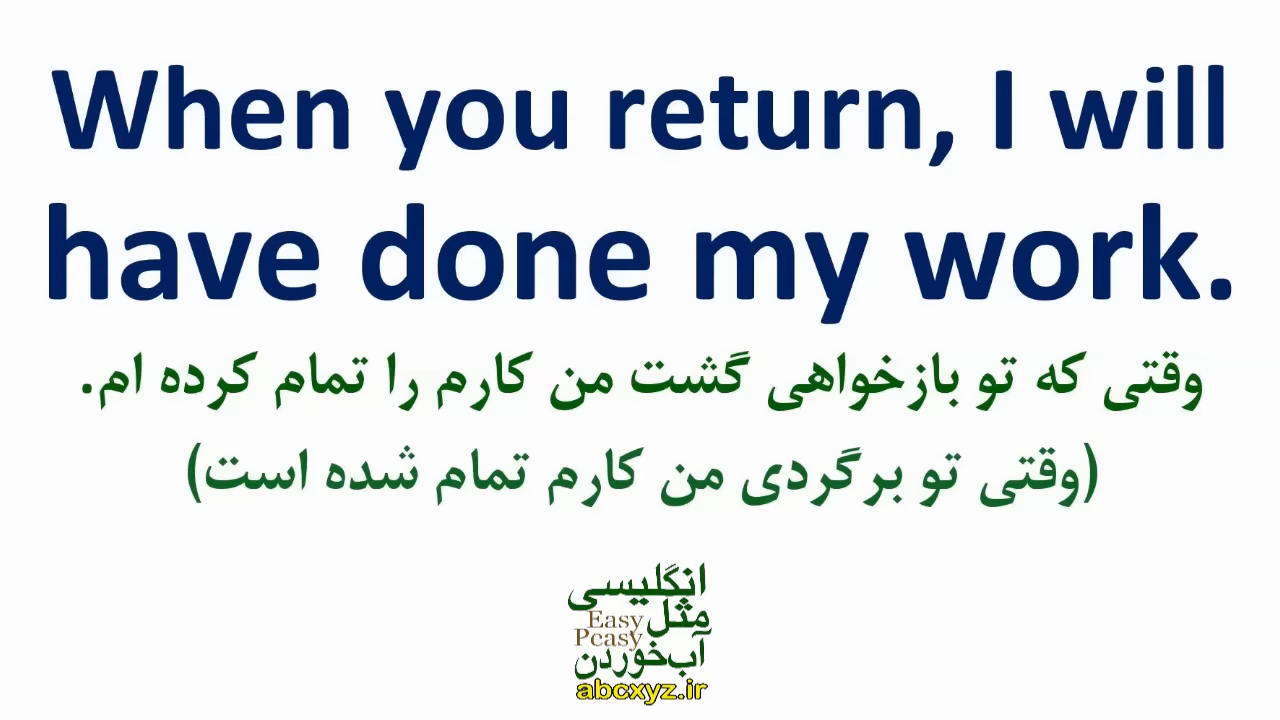 When you return, I will
have done my work.
وقتی که تو بازخواهی گشت من کارم را تمام کرده ام.
(وقتی تو برگردی من کارم تمام شده است)
انگلیسی
مثل
Easy
Peasy
آب‌خوردن
abcxyz.ir